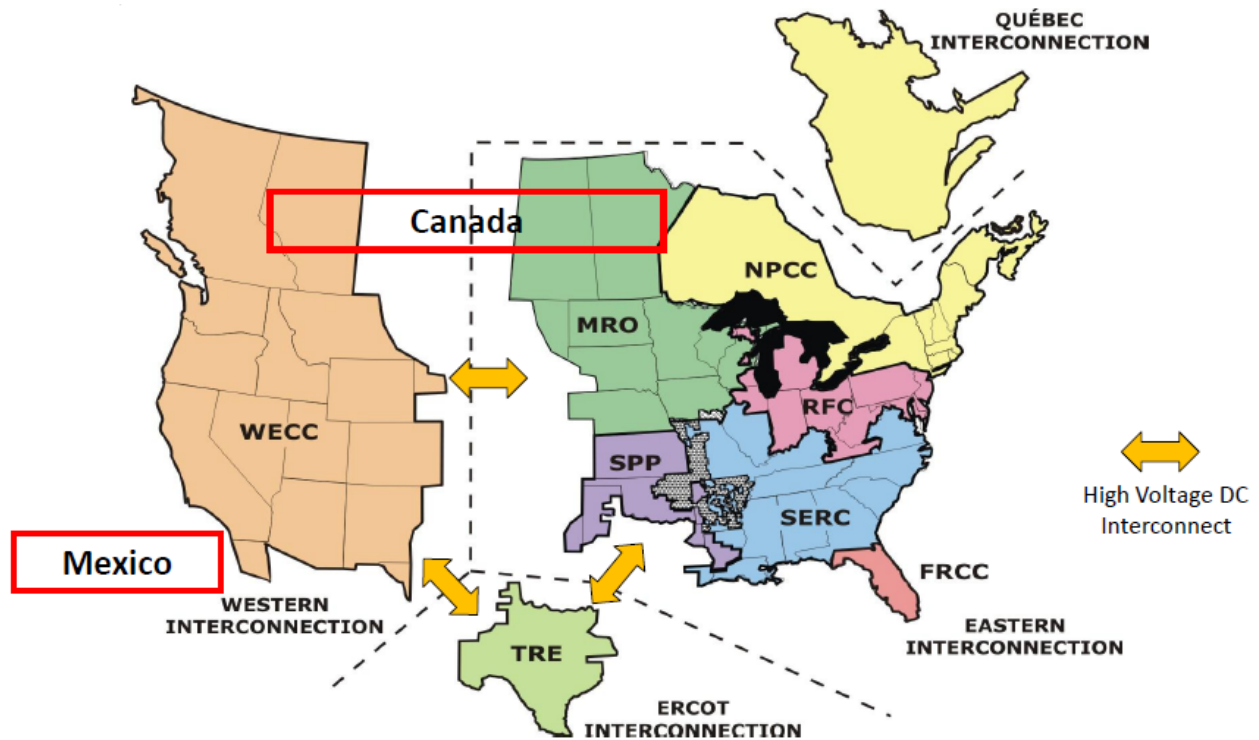 QUÉBEC
INTERCONNECTION
Canada
NPCC
MRO
RFC
WECC
SPP
SERC
High Voltage DC
Interconnect
Mexico
FRCC
WESTERN
INTERCONNECTION
EASTERN
INTERCONNECTION
TRE
ERCOT
INTERCONNECTION